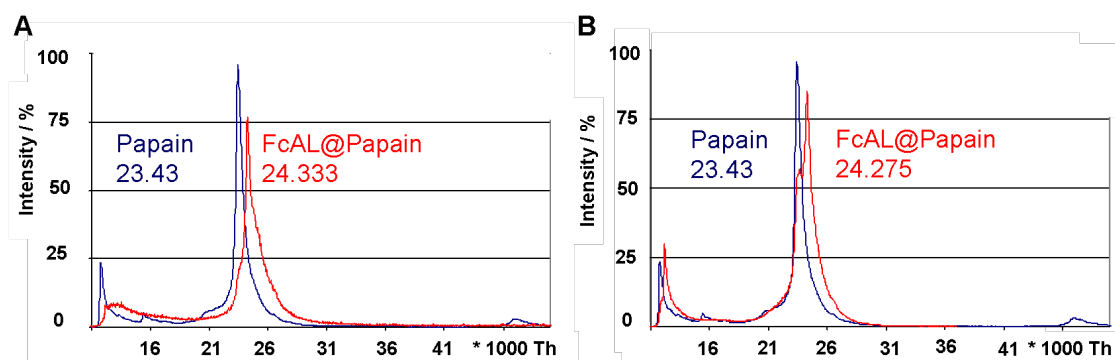 A
Intensity / %
100
75
50
25
0
Papain
23.43
FcAL@Papain
24.333
16 21 26 31 36 41 * 1000 Th
B
Intensity / %
100
75
50
25
0
Papain
23.43
FcAL@Papain
24.275
16 21 26 31 36 41 * 1000 Th